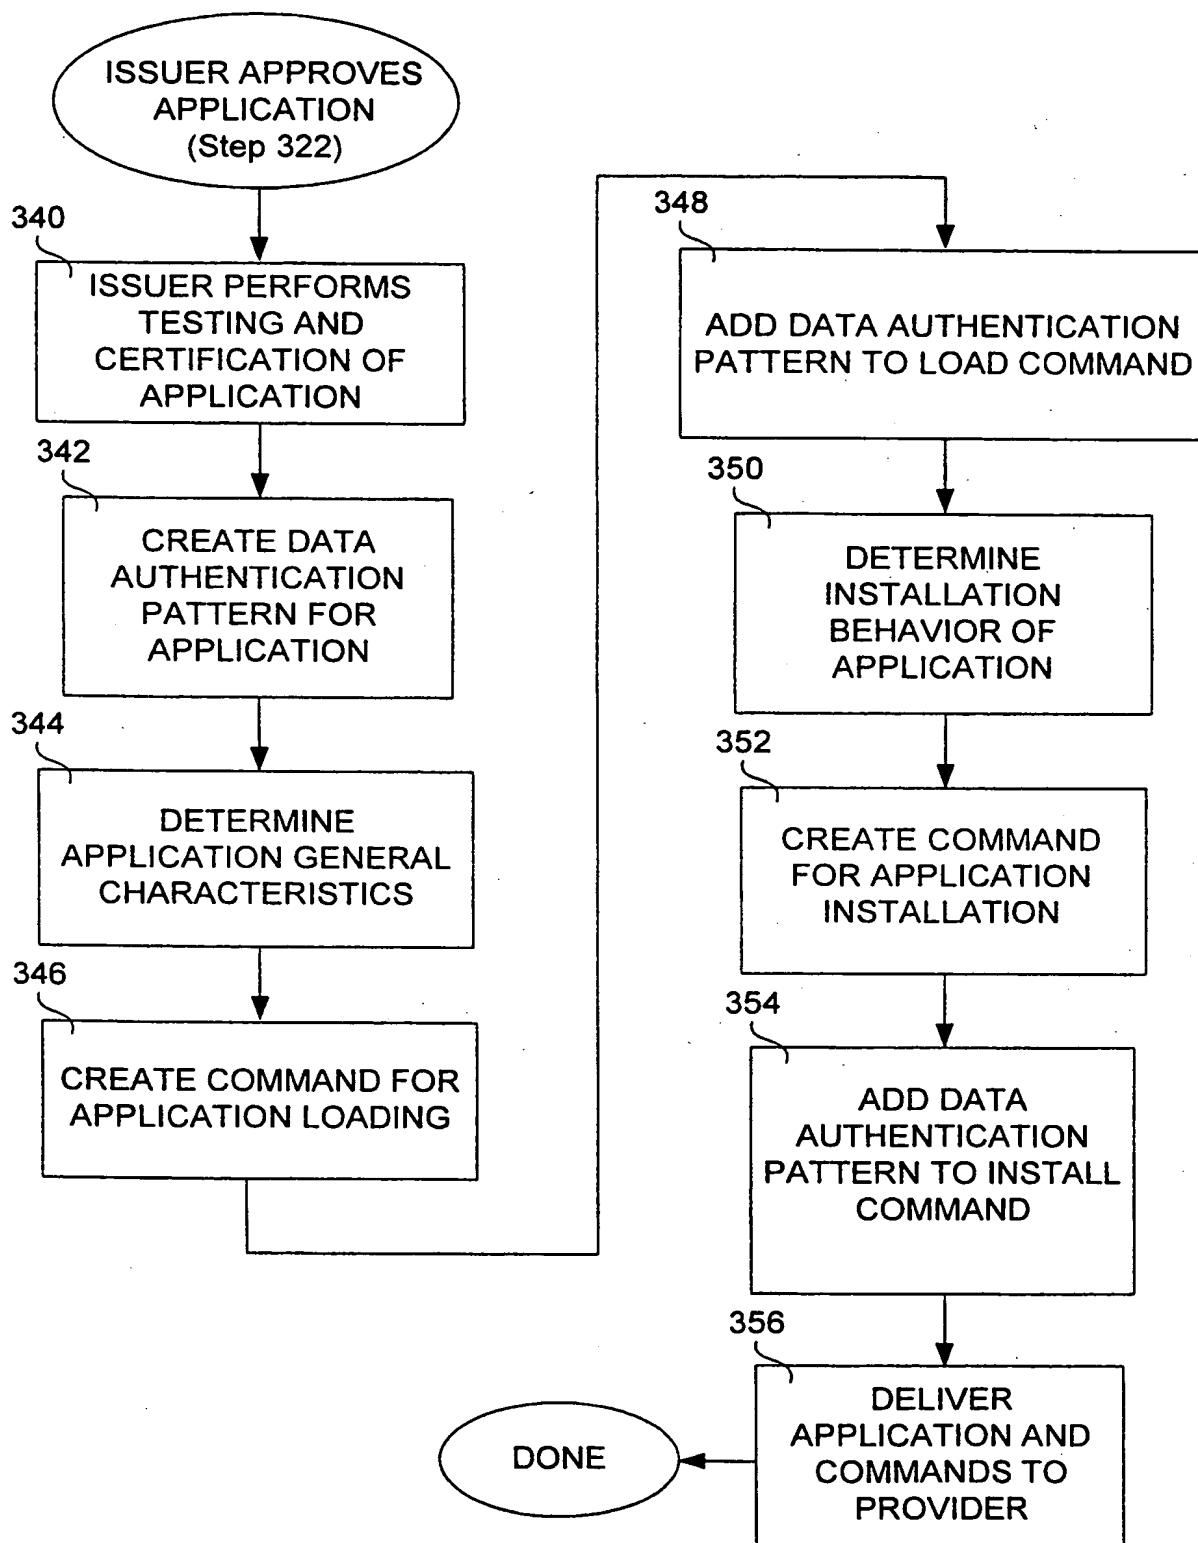 ISSUER APPROVES
APPLICATION
(Step 322)
340
ISSUER PERFORMS
TESTING AND
CERTIFICATION OF
APPLICATION
342
CREATE DATA
AUTHENTICATION
PATTERN FOR
APPLICATION
344
DETERMINE
APPLICATION GENERAL
CHARACTERISTICS
346
CREATE COMMAND FOR
APPLICATION LOADING
348
ADD DATA AUTHENTICATION
PATTERN TO LOAD COMMAND
350
DETERMINE
INSTALLATION
BEHAVIOR OF
APPLICATION
352
CREATE COMMAND
FOR APPLICATION
INSTALLATION
354
ADD DATA
AUTHENTICATION
PATTERN TO INSTALL
COMMAND
356
DELIVER
APPLICATION AND
COMMANDS TO
PROVIDER
DONE